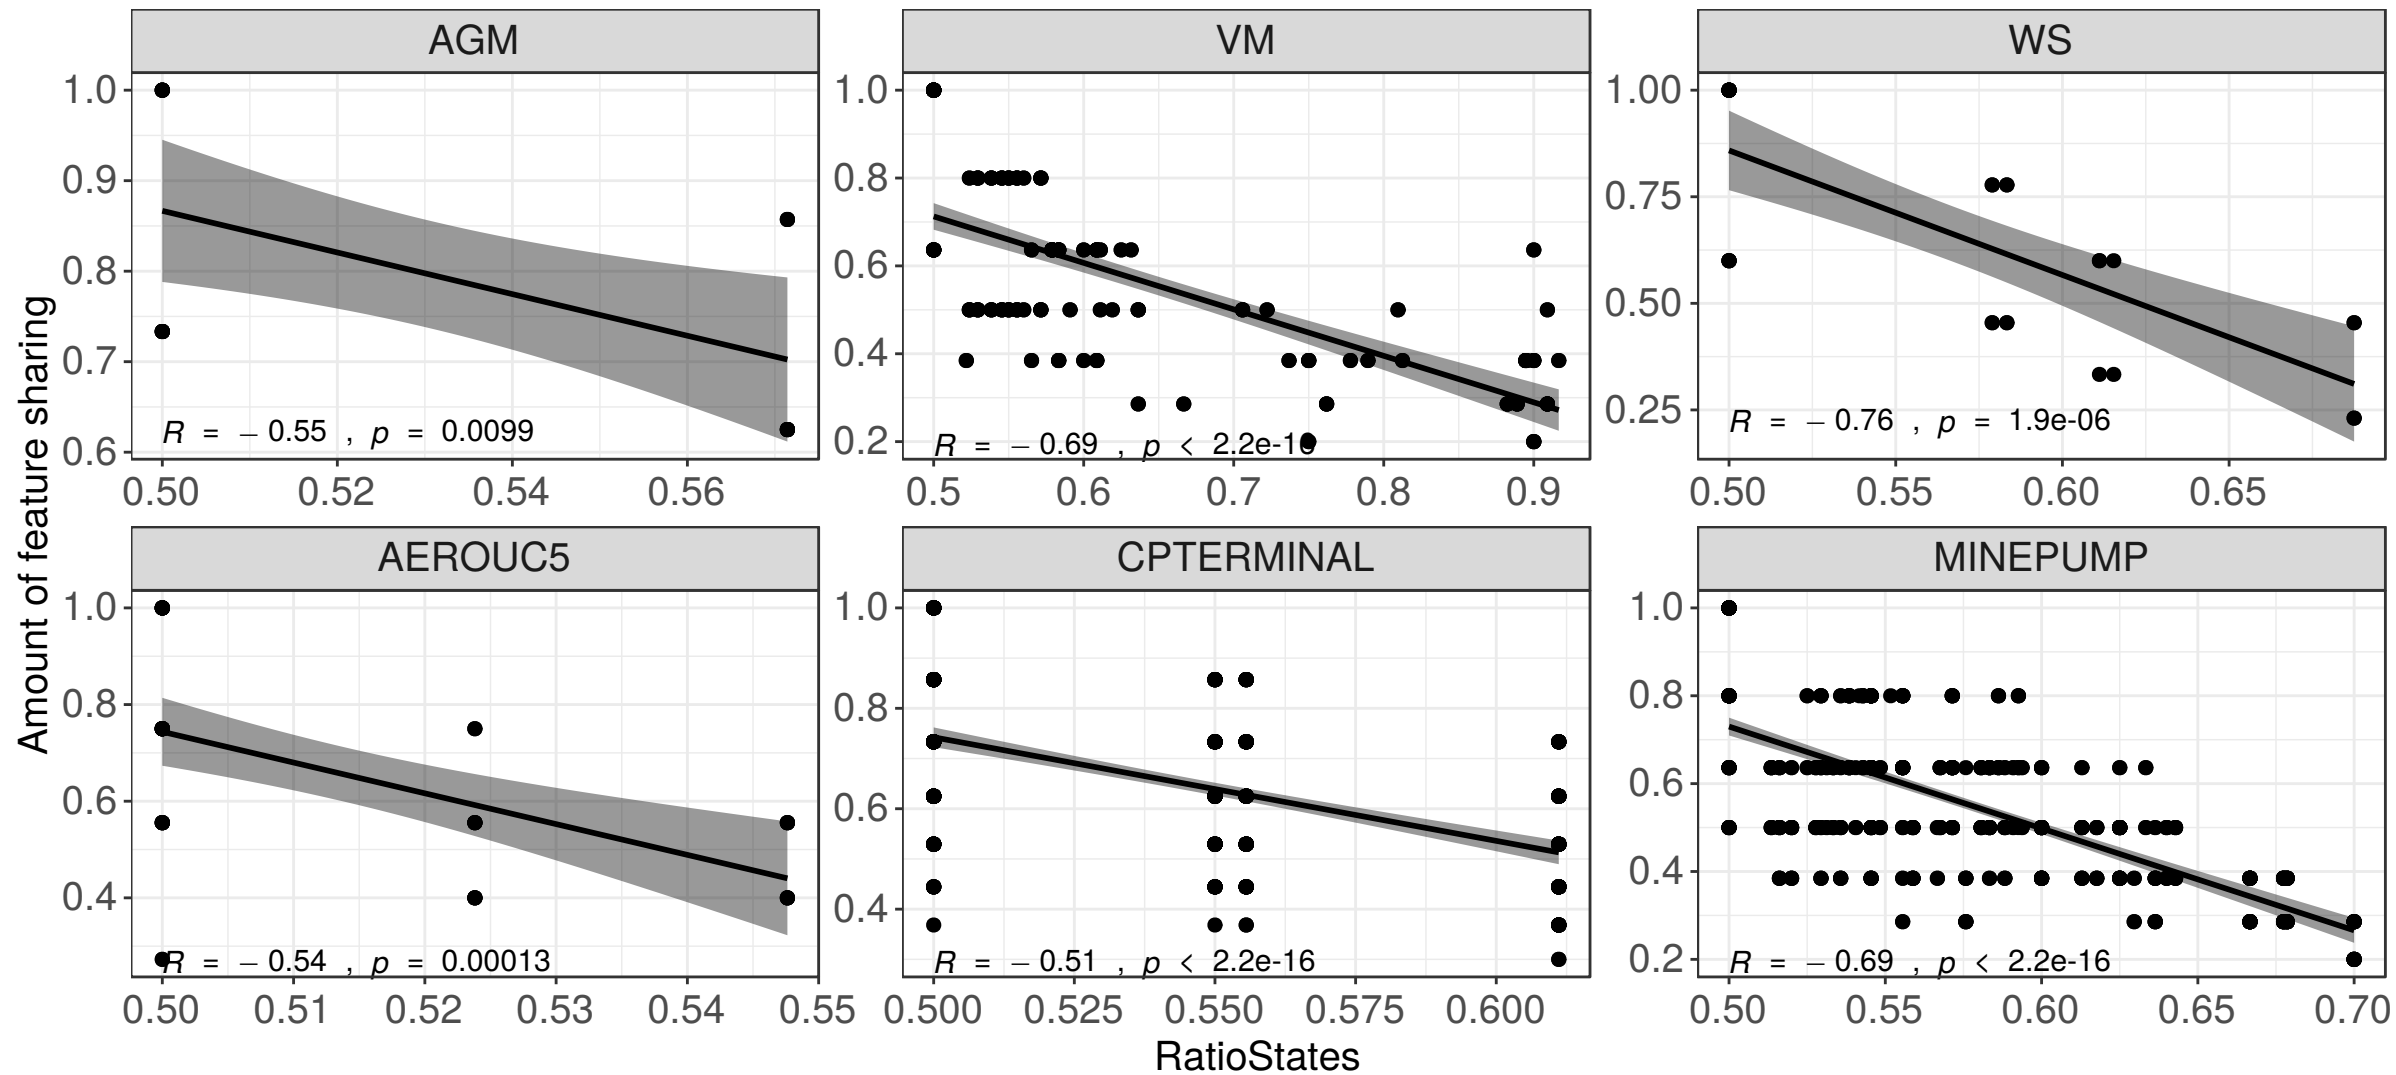 Amount of feature sharing
AGM
1.0
0.9
0.8
0.7
0.6
R = − 0.55 , p = 0.0099
0.50 0.52 0.54 0.56
VM
1.0
0.8
0.6
0.4
0.2
R = − 0.69 , p < 2.2e-16
0.5 0.6 0.7 0.8 0.9
WS
1.00
0.75
0.50
0.25
R = − 0.76 , p = 1.9e-06
0.50 0.55 0.60 0.65
AEROUC5
1.0
0.8
0.6
0.4
R = − 0.54 , p = 0.00013
0.50 0.51 0.52 0.53 0.54 0.55
CPTERMINAL
1.0
0.8
0.6
0.4
R = − 0.51 , p < 2.2e-16
0.500 0.525 0.550 0.575 0.600
MINEPUMP
1.0
0.8
0.6
0.4
0.2
R = − 0.69 , p < 2.2e-16
0.50 0.55 0.60 0.65 0.70
RatioStates